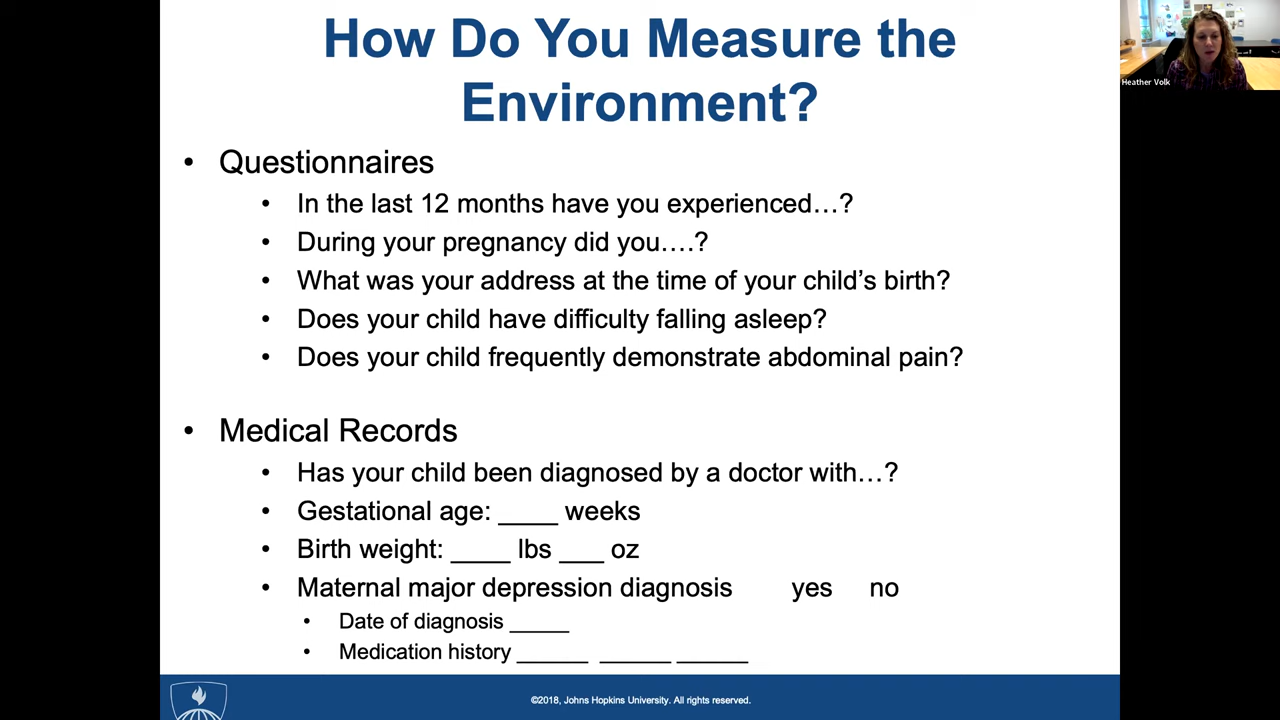 How Do You Measure the
Environment?
Heather Volk
• Questionnaires
• In the last 12 months have you experienced…?
• During your pregnancy did you….?
• What was your address at the time of your child’s birth?
• Does your child have difficulty falling asleep?
• Does your child frequently demonstrate abdominal pain?
• Medical Records
• Has your child been diagnosed by a doctor with…?
• Gestational age: ____ weeks
• Birth weight: ____ lbs ___ oz
• Maternal major depression diagnosis yes no
• Date of diagnosis _____
• Medication history ______ ______ ______
©2018, Johns Hopkins University. All rights reserved.